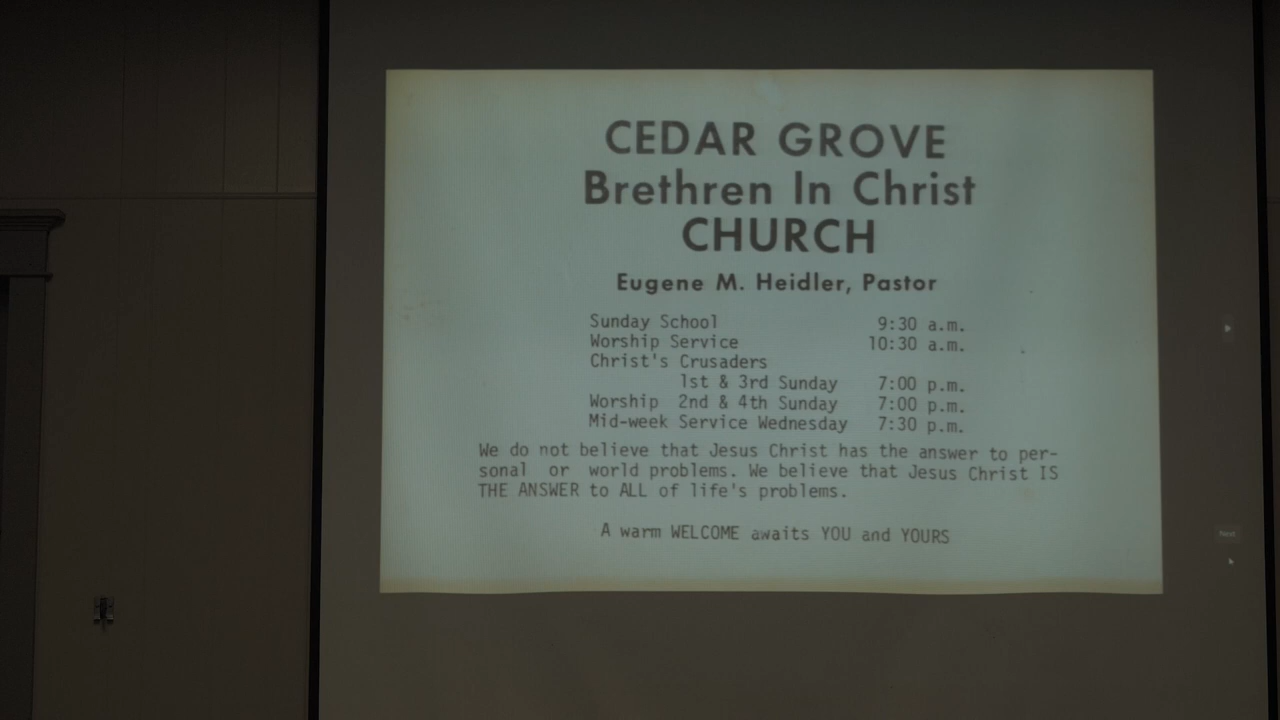 CEDAR GROVE
Brethren In Christ
CHURCH
Eugene M. Heidler, Pastor
Sunday School 9:30 a.m.
Worship Service 10:30 a.m.
Christ's Crusaders
1st & 3rd Sunday 7:00 p.m.
Worship 2nd & 4th Sunday 7:00 p.m.
Mid-week Service Wednesday 7:30 p.m.
We do not believe that Jesus Christ has the answer to per-
sonal or world problems. We believe that Jesus Christ IS
THE ANSWER to ALL of life's problems.
A warm WELCOME awaits YOU and YOURS
Next